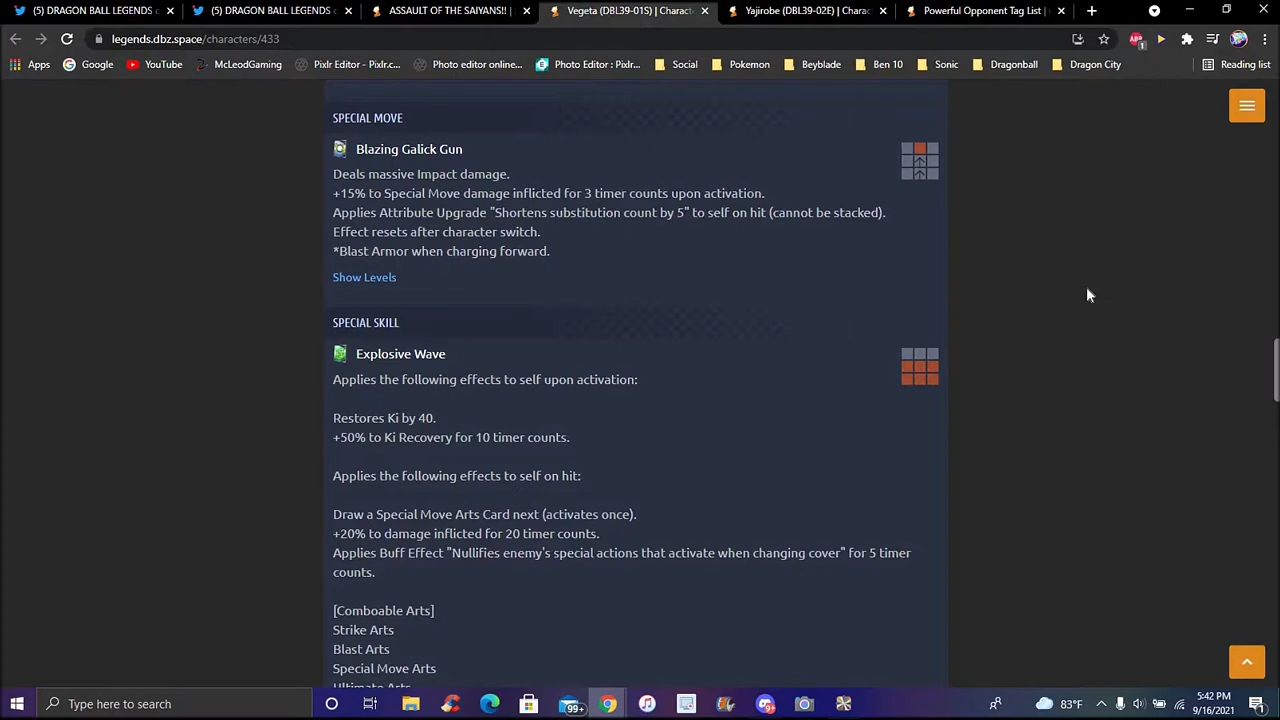 (5) DRAGON BALL LEGENDS c
(5) DRAGON BALL LEGENDS c
ASSAULT OF THE SAIYANS!! |
Vegeta (DBL39-01S) | Charact
Yajirobe (DBL39-02E) | Charac
Powerful Opponent Tag List |
legends.dbz.space/characters/433
Apps
Google
YouTube
McLeodGaming
Pixlr Editor - Pixlr.c...
Photo editor online...
Photo Editor : Pixlr...
Social
Pokemon
Beyblade
Ben 10
Sonic
Dragonball
Dragon City
Reading list
SPECIAL MOVE
Blazing Galick Gun
Deals massive Impact damage.
+15% to Special Move damage inflicted for 3 timer counts upon activation.
Applies Attribute Upgrade "Shortens substitution count by 5" to self on hit (cannot be stacked).
Effect resets after character switch.
*Blast Armor when charging forward.
Show Levels
SPECIAL SKILL
Explosive Wave
Applies the following effects to self upon activation:
Restores Ki by 40.
+50% to Ki Recovery for 10 timer counts.
Applies the following effects to self on hit:
Draw a Special Move Arts Card next (activates once).
+20% to damage inflicted for 20 timer counts.
Applies Buff Effect "Nullifies enemy's special actions that activate when changing cover" for 5 timer
counts.
[Comboable Arts]
Strike Arts
Blast Arts
Special Move Arts
Ultimate Arts
Type here to search
99+
83°F
5:42 PM
9/16/2021